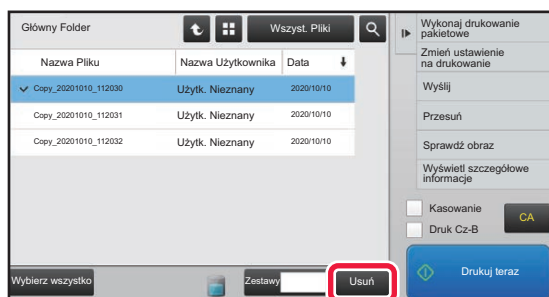 Główny Folder
Wszyst. Pliki
Nazwa Pliku Nazwa Użytkownika Data
Copy_20201010_112030 Użytk. Nieznany 2020/10/10
Copy_20201010_112031 Użytk. Nieznany 2020/10/10
Copy_20201010_112032 Użytk. Nieznany 2020/10/10
Wybierz wszystko
Zestawy
Usuń
Wykonaj drukowanie
pakietowe
Zmień ustawienie
na drukowanie
Wyślij
Przesuń
Sprawdź obraz
Wyświetl szczegółowe
informacje
Kasowanie
Druk Cz-B
CA
Drukuj teraz